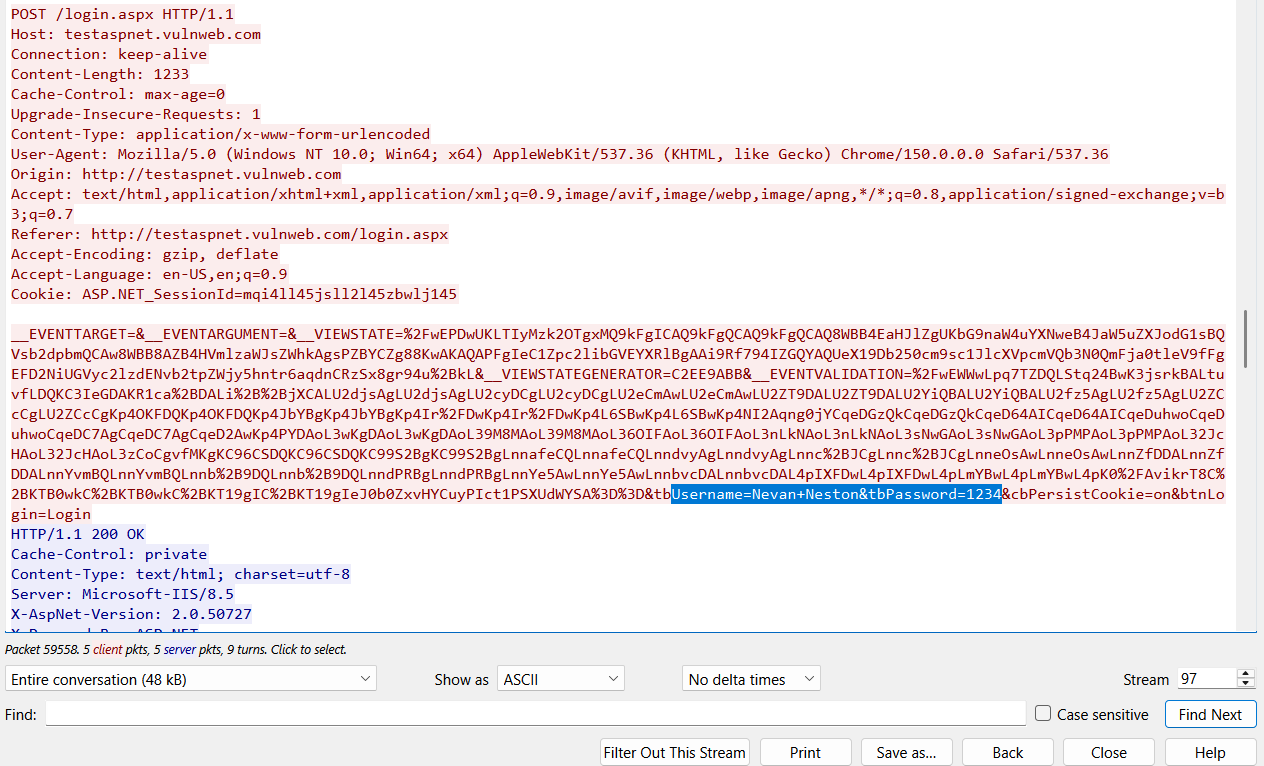 POST /login.aspx HTTP/1.1
Host: testaspnet.vulnweb.com
Connection: keep-alive
Content-Length: 1233
Cache-Control: max-age=0
Upgrade-Insecure-Requests: 1
Content-Type: application/x-www-form-urlencoded
User-Agent: Mozilla/5.0 (Windows NT 10.0; Win64; x64) AppleWebKit/537.36 (KHTML, like Gecko) Chrome/150.0.0.0 Safari/537.36
Origin: http://testaspnet.vulnweb.com
Accept: text/html,application/xhtml+xml,application/xml;q=0.9,image/avif,image/webp,image/apng,*/*;q=0.8,application/signed-exchange;v=b
3;q=0.7
Referer: http://testaspnet.vulnweb.com/login.aspx
Accept-Encoding: gzip, deflate
Accept-Language: en-US,en;q=0.9
Cookie: ASP.NET_SessionId=mqi4ll45jsll2l45zbwlj145
__EVENTTARGET=&__EVENTARGUMENT=&__VIEWSTATE=%2FwEPDwUKLTIyMzk2OTgxMQ9kFgICAQ9kFgQCAQ9kFgQCAQ8WBB4EaHJlZgUKbG9naW4uYXNweB4JaW5uZXJodG1sBQ
Vsb2dpbmQCAw8WBB8AZB4HVmlzaWJsZWhkAgsPZBYCZg88KwAKAQAPFgIeC1Zpc2libGVEYXRlBgAAi9Rf794IZGQYAQUeX19Db250cm9sc1JlcXVpcmVQb3N0QmFja0tleV9fFg
EFD2NiUGVyc2lzdENvb2tpZWjy5hntr6aqdnCRzSx8gr94u%2BkL&__VIEWSTATEGENERATOR=C2EE9ABB&__EVENTVALIDATION=%2FwEWWwLpq7TZDQLStq24BwK3jsrkBALtu
vfLDQKC3IeGDAKR1ca%2BDALi%2B%2BjXCALU2djsAgLU2djsAgLU2cyDCgLU2cyDCgLU2eCmAwLU2eCmAwLU2ZT9DALU2ZT9DALU2YiQBALU2YiQBALU2fz5AgLU2fz5AgLU2ZC
cCgLU2ZCcCgKp4OKFDQKp4OKFDQKp4JbYBgKp4JbYBgKp4Ir%2FDwKp4Ir%2FDwKp4L6SBwKp4L6SBwKp4NI2Aqng0jYCqeDGzQkCqeDGzQkCqeD64AICqeD64AICqeDuhwoCqeD
uhwoCqeDC7AgCqeDC7AgCqeD2AwKp4PYDAoL3wKgDAoL3wKgDAoL39M8MAoL39M8MAoL36OIFAoL36OIFAoL3nLkNAoL3nLkNAoL3sNwGAoL3sNwGAoL3pPMPAoL3pPMPAoL32Jc
HAoL32JcHAoL3zCoCgvfMKgKC96CSDQKC96CSDQKC99S2BgKC99S2BgLnnafeCQLnnafeCQLnndvyAgLnndvyAgLnnc%2BJCgLnnc%2BJCgLnneOsAwLnneOsAwLnnZfDDALnnZf
DDALnnYvmBQLnnYvmBQLnnb%2B9DQLnnb%2B9DQLnndPRBgLnndPRBgLnnYe5AwLnnYe5AwLnnbvcDALnnbvcDAL4pIXFDwL4pIXFDwL4pLmYBwL4pLmYBwL4pK0%2FAvikrT8C%
2BKTB0wkC%2BKTB0wkC%2BKT19gIC%2BKT19gIeJ0b0ZxvHYCuyPIct1PSXUdWYSA%3D%3D&tbUsername=Nevan+Neston&tbPassword=1234&cbPersistCookie=on&btnLo
gin=Login
HTTP/1.1 200 OK
Cache-Control: private
Content-Type: text/html; charset=utf-8
Server: Microsoft-IIS/8.5
X-AspNet-Version: 2.0.50727
Packet 59558. 5 client pkts, 5 server pkts, 9 turns. Click to select.
Entire conversation (48 kB) Show as ASCII No delta times Stream 97
Find: Case sensitive Find Next
Filter Out This Stream Print Save as... Back Close Help